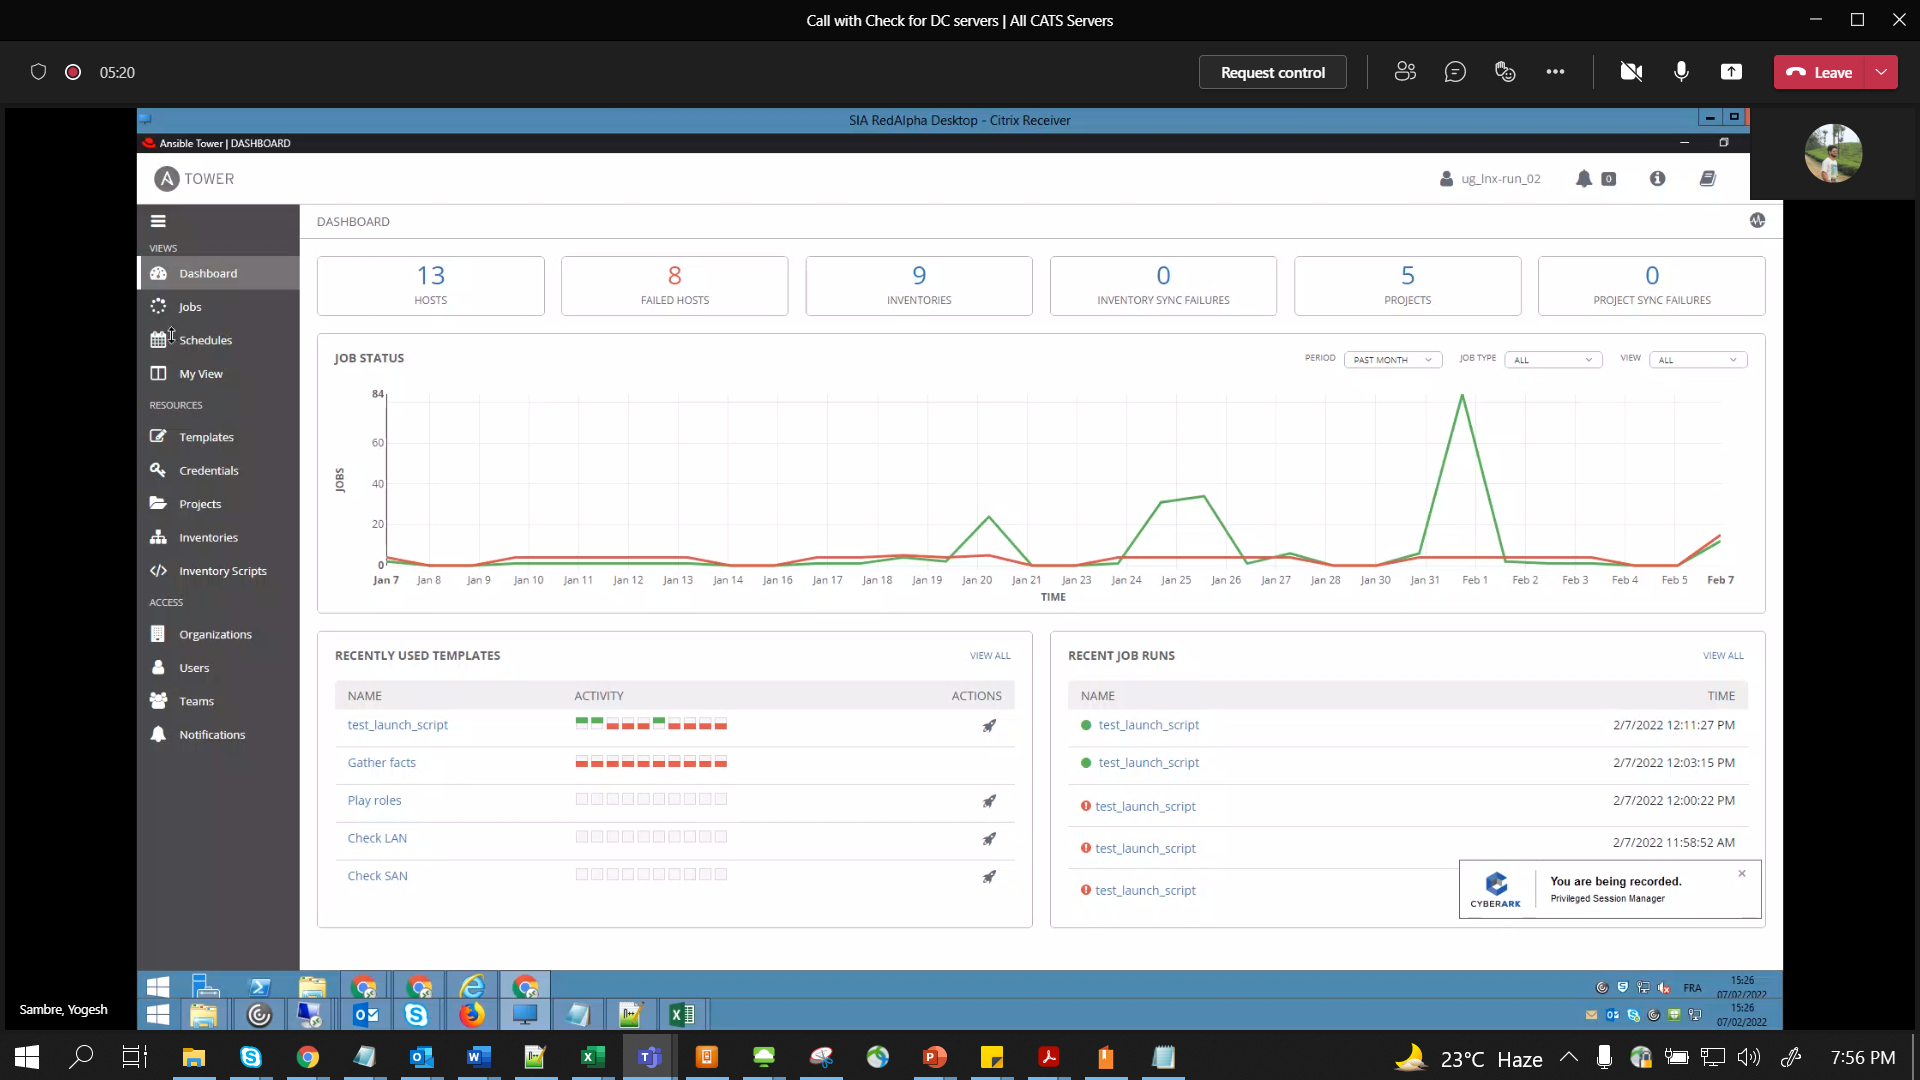 Call with Check for DC servers | All CATS Servers
05:20
Request control
Leave
SIA RedAlpha Desktop - Citrix Receiver
Ansible Tower | DASHBOARD
A TOWER
ug_lnx-run_02
0
DASHBOARD
VIEWS
Dashboard
Jobs
Schedules
My View
RESOURCES
Templates
Credentials
Projects
Inventories
Inventory Scripts
ACCESS
Organizations
Users
Teams
Notifications
13
HOSTS
8
FAILED HOSTS
9
INVENTORIES
0
INVENTORY SYNC FAILURES
5
PROJECTS
0
PROJECT SYNC FAILURES
JOB STATUS
PERIOD PAST MONTH JOB TYPE ALL VIEW ALL
84
60
40
20
0
JOBS
Jan 7 Jan 8 Jan 9 Jan 10 Jan 11 Jan 12 Jan 13 Jan 14 Jan 16 Jan 17 Jan 18 Jan 19 Jan 20 Jan 21 Jan 23 Jan 24 Jan 25 Jan 26 Jan 27 Jan 28 Jan 30 Jan 31 Feb 1 Feb 2 Feb 3 Feb 4 Feb 5 Feb 7
TIME
RECENTLY USED TEMPLATES VIEW ALL
NAME ACTIVITY ACTIONS
test_launch_script
Gather facts
Play roles
Check LAN
Check SAN
RECENT JOB RUNS VIEW ALL
NAME TIME
test_launch_script 2/7/2022 12:11:27 PM
test_launch_script 2/7/2022 12:03:15 PM
test_launch_script 2/7/2022 12:00:22 PM
test_launch_script 2/7/2022 11:58:52 AM
test_launch_script
You are being recorded.
Privileged Session Manager
CYBERARK
FRA
15:26
07/02/2022
15:26
07/02/2022
Sambre, Yogesh
23°C Haze
7:56 PM